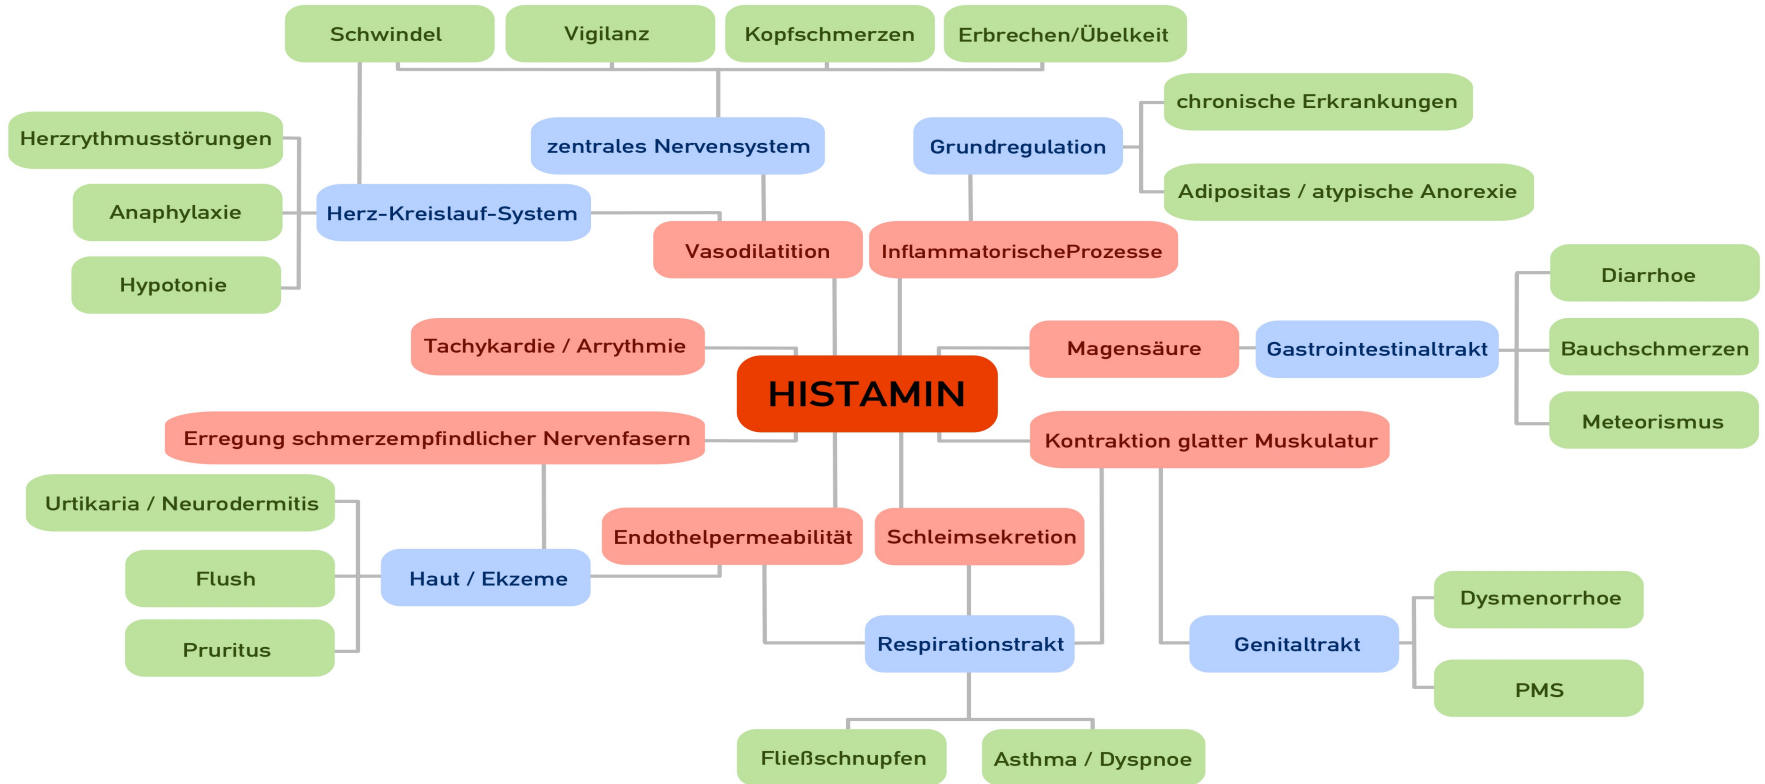 Schwindel
Vigilanz
Kopfschmerzen
Erbrechen/Übelkeit
chronische Erkrankungen
Herzrythmusstörungen
zentrales Nervensystem
Grundregulation
Adipositas / atypische Anorexie
Anaphylaxie
Herz-Kreislauf-System
Vasodilatition
InflammatorischeProzesse
Hypotonie
Diarrhoe
Tachykardie / Arrythmie
Magensäure
Gastrointestinaltrakt
Bauchschmerzen
HISTAMIN
Meteorismus
Erregung schmerzempfindlicher Nervenfasern
Kontraktion glatter Muskulatur
Urtikaria / Neurodermitis
Endothelpermeabilität
Schleimsekretion
Flush
Haut / Ekzeme
Dysmenorrhoe
Pruritus
Respirationstrakt
Genitaltrakt
PMS
Fließschnupfen
Asthma / Dyspnoe